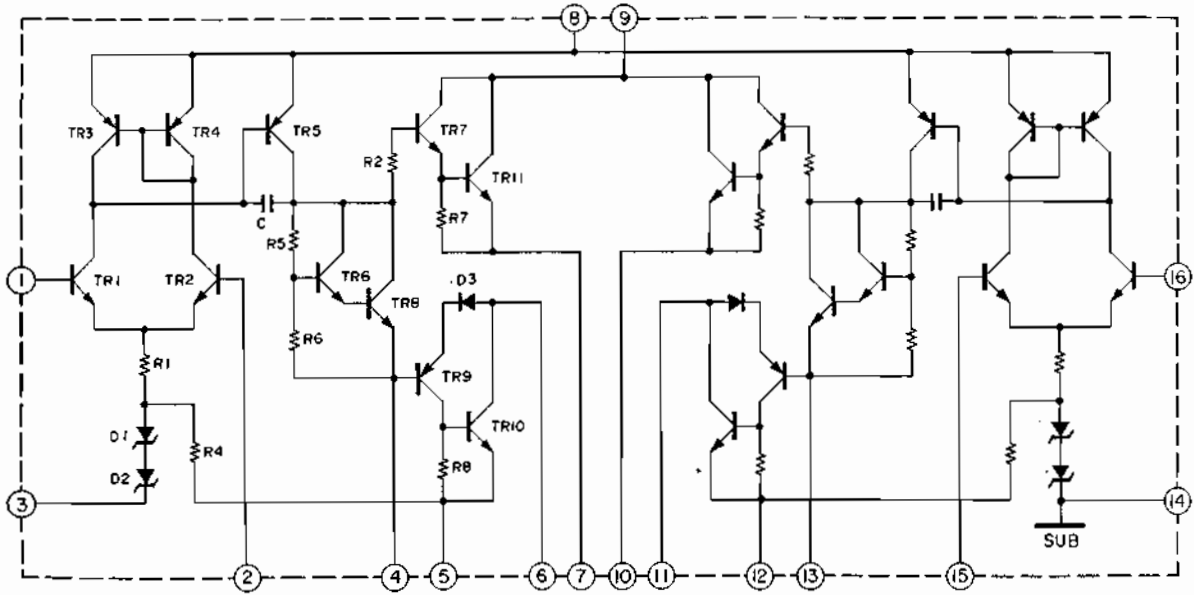 8 9
TR3 TR4 TR5 TR7
R2 TR11
C R7
R5
1 TR1 TR2 TR6 D3 16
TR8
R6
R1 TR9
D1 R4 TR10
D2 R8
3 14
SUB
2 4 5 6 7 10 11 12 13 15